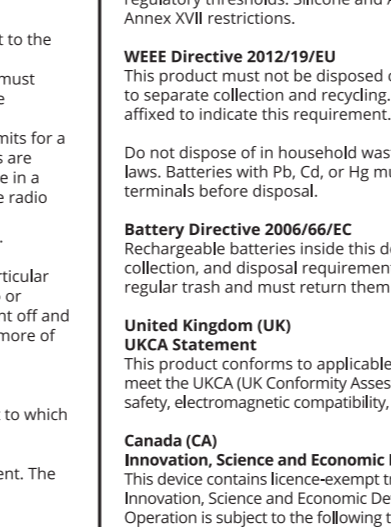 t to the
must
e
mits for a
s are
e in a
e radio
.
rticular
or
nt off and
more of
t to which
ent. The
regulatory thresholds. Silicone and
Annex XVII restrictions.
WEEE Directive 2012/19/EU
This product must not be disposed
to separate collection and recycling.
affixed to indicate this requirement.
Do not dispose of in household was
laws. Batteries with Pb, Cd, or Hg mu
terminals before disposal.
Battery Directive 2006/66/EC
Rechargeable batteries inside this de
collection, and disposal requirement
regular trash and must return them
United Kingdom (UK)
UKCA Statement
This product conforms to applicable
meet the UKCA (UK Conformity Asses
safety, electromagnetic compatibility,
Canada (CA)
Innovation, Science and Economic
This device contains licence-exempt tr
Innovation, Science and Economic De
Operation is subject to the following t